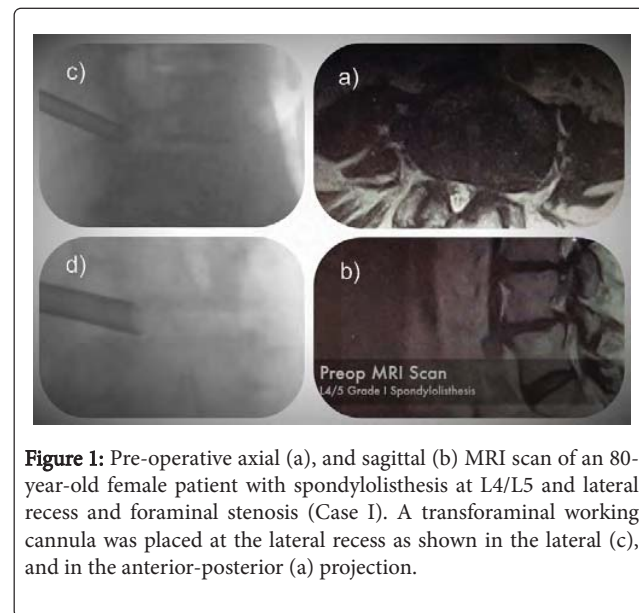 c)
a)
d)
b)
Preop MRI Scan
L4/5 Grade I Spondylolisthesis
Figure 1: Pre-operative axial (a), and sagittal (b) MRI scan of an 80-
year-old female patient with spondylolisthesis at L4/L5 and lateral
recess and foraminal stenosis (Case I). A transforaminal working
cannula was placed at the lateral recess as shown in the lateral (c),
and in the anterior-posterior (a) projection.